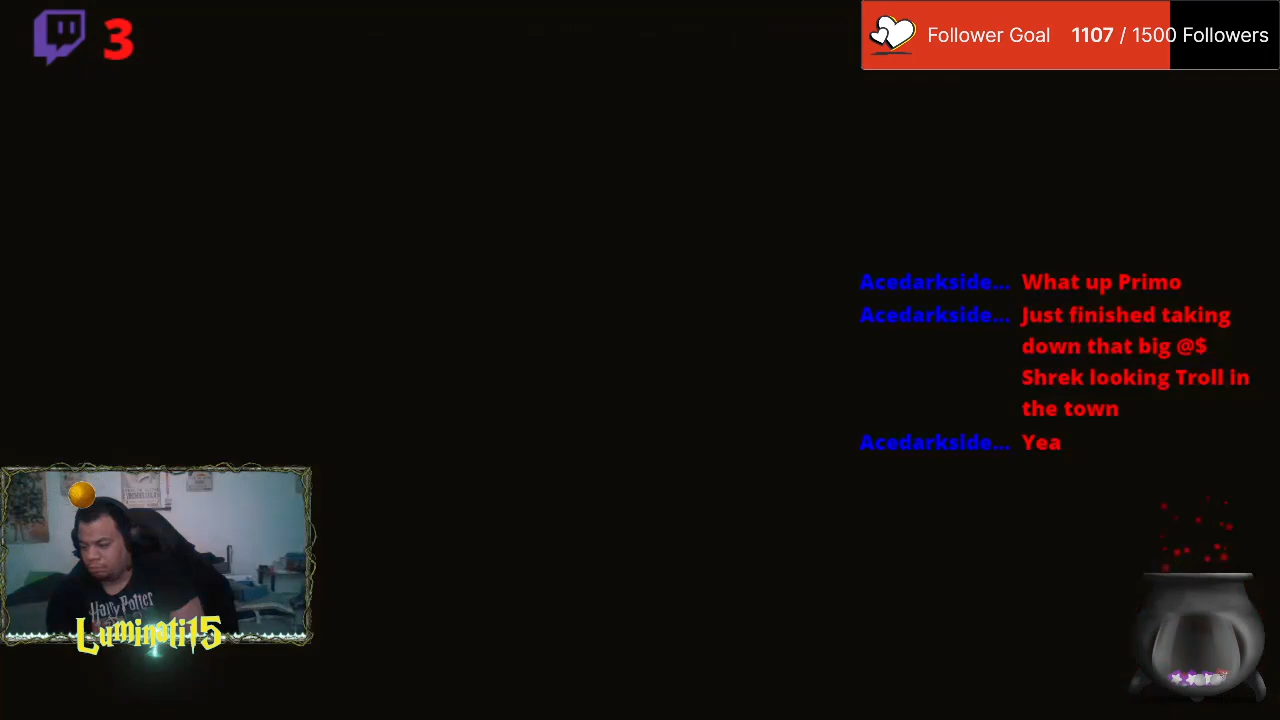 3
Follower Goal 1107 / 1500 Followers
Acedarkside... What up Primo
Acedarkside... Just finished taking
down that big @$
Shrek looking Troll in
the town
Acedarkside... Yea
Harry Potter
Luminati15